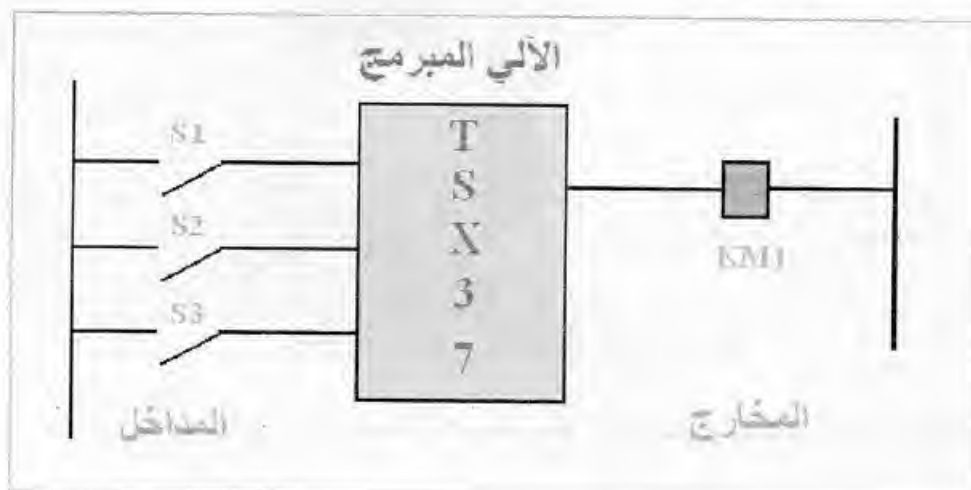 الآلي المبرمج
S1
S2
S3
T
S
X
3
7
KM1
المداخل
المخارج